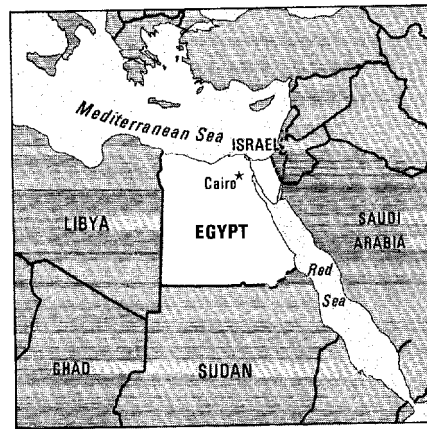 Mediterranean Sea
ISRAEL
Cairo
LIBYA
EGYPT
SAUDI
ARABIA
Red
Sea
CHAD
SUDAN